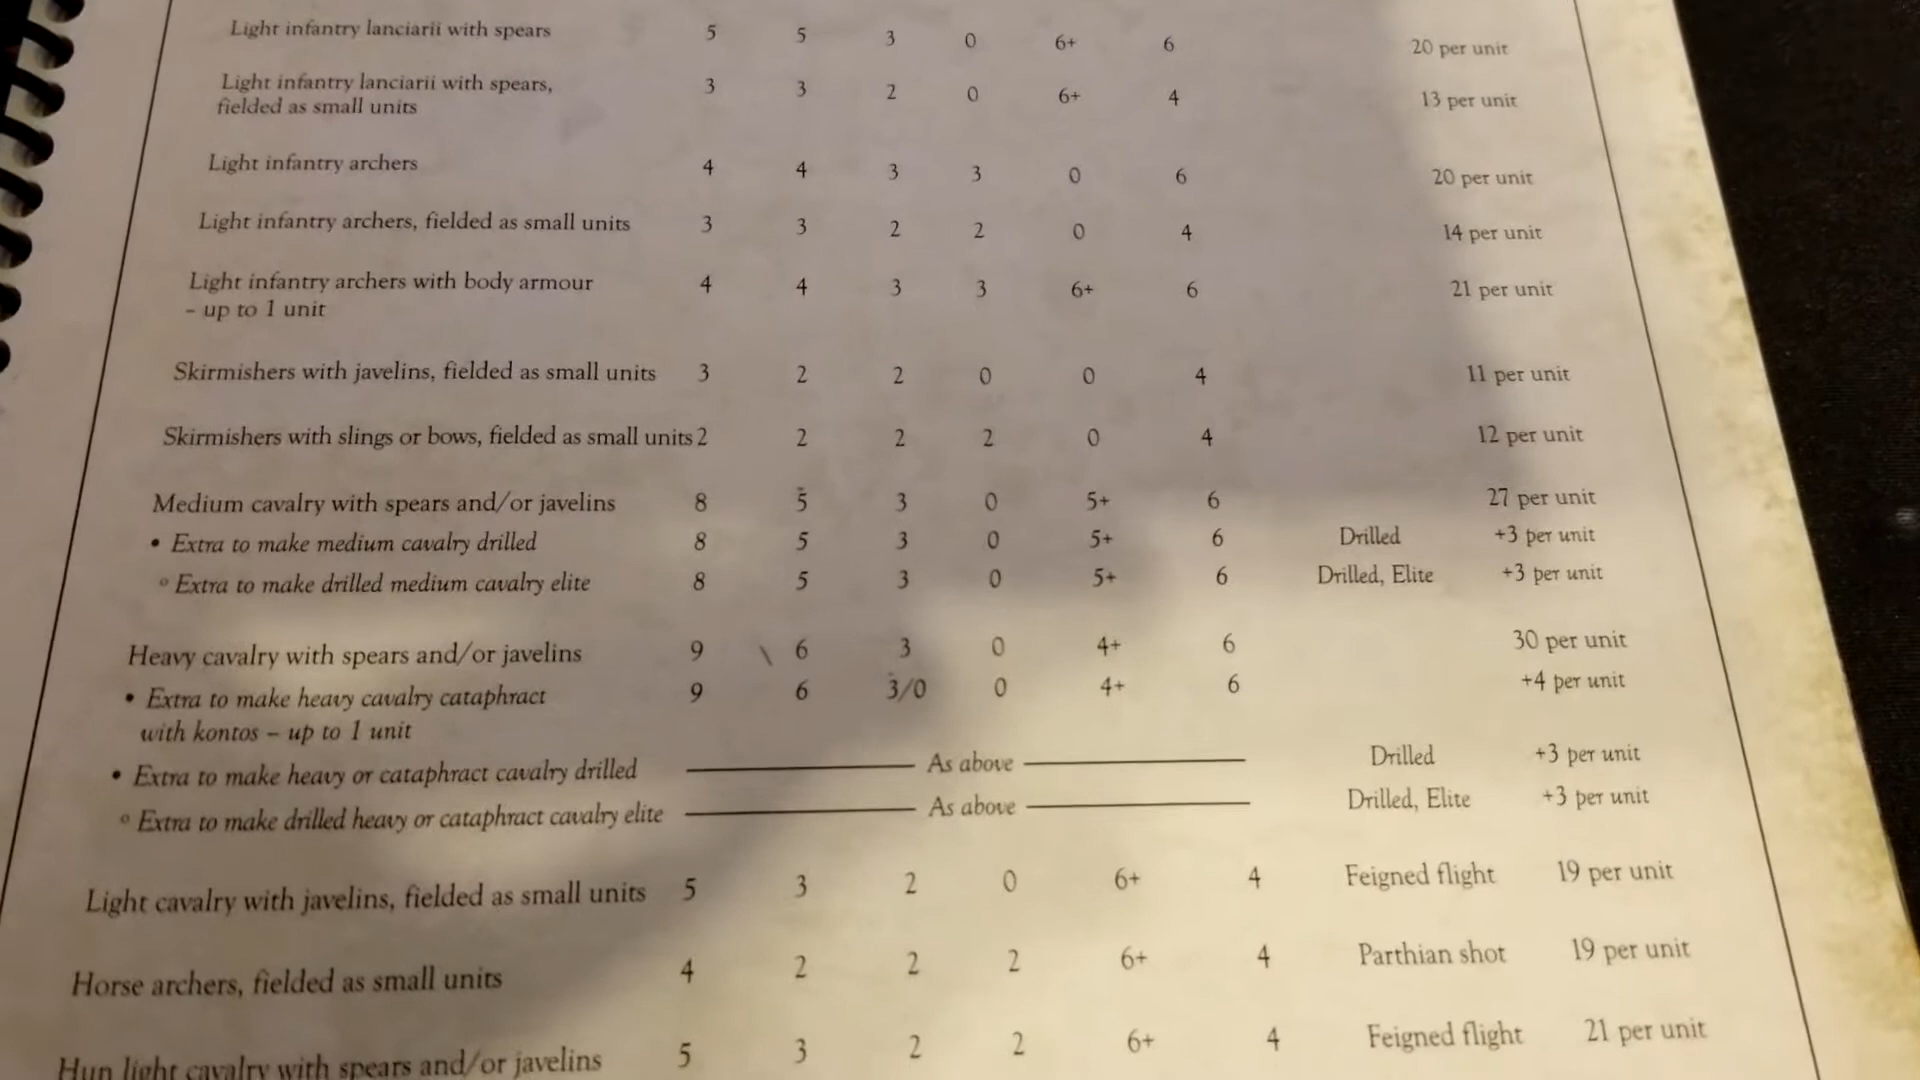 Light infantry lanciarii with spears 5 5 3 0 6+ 6 20 per unit
Light infantry lanciarii with spears, 3 3 2 0 6+ 4 13 per unit
fielded as small units
Light infantry archers 4 4 3 3 0 6 20 per unit
Light infantry archers, fielded as small units 3 3 2 2 0 4 14 per unit
Light infantry archers with body armour 4 4 3 3 6+ 6 21 per unit
– up to 1 unit
Skirmishers with javelins, fielded as small units 3 2 2 0 0 4 11 per unit
Skirmishers with slings or bows, fielded as small units 2 2 2 2 0 4 12 per unit
Medium cavalry with spears and/or javelins 8 5 3 0 5+ 6 27 per unit
• Extra to make medium cavalry drilled 8 5 3 0 5+ 6 Drilled +3 per unit
° Extra to make drilled medium cavalry elite 8 5 3 0 5+ 6 Drilled, Elite +3 per unit
Heavy cavalry with spears and/or javelins 9 6 3 0 4+ 6 30 per unit
• Extra to make heavy cavalry cataphract 9 6 3/0 0 4+ 6 +4 per unit
with kontos – up to 1 unit
• Extra to make heavy or cataphract cavalry drilled As above Drilled +3 per unit
° Extra to make drilled heavy or cataphract cavalry elite As above Drilled, Elite +3 per unit
Light cavalry with javelins, fielded as small units 5 3 2 0 6+ 4 Feigned flight 19 per unit
Horse archers, fielded as small units 4 2 2 2 6+ 4 Parthian shot 19 per unit
Hun light cavalry with spears and/or javelins 5 3 2 2 6+ 4 Feigned flight 21 per unit